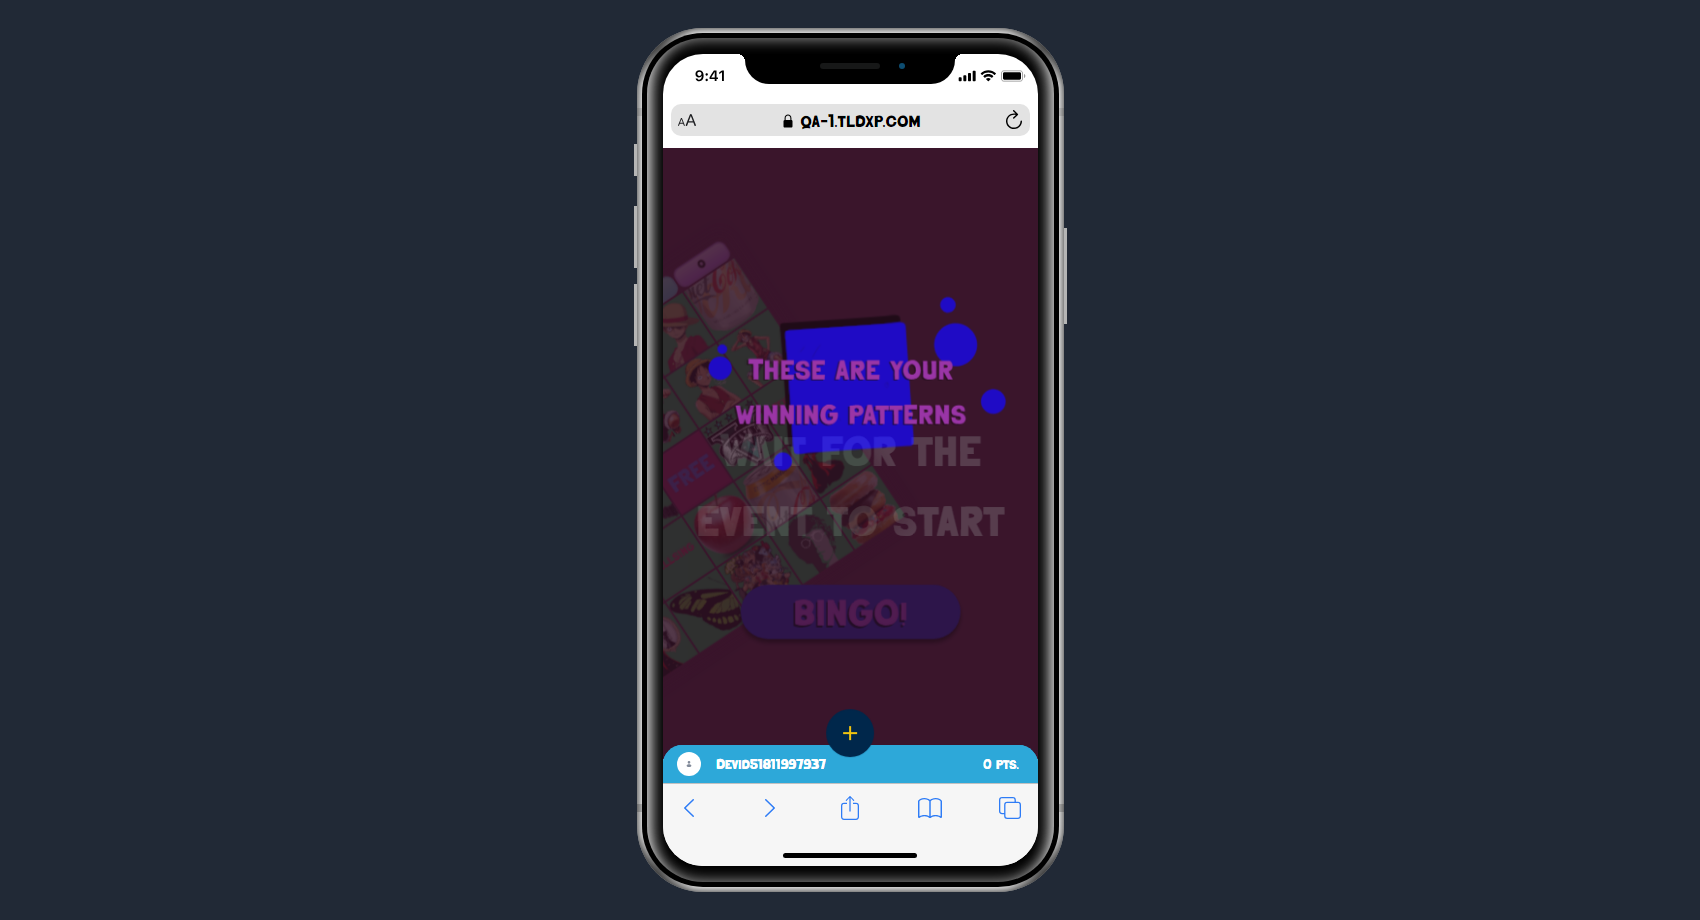 9:41
AA
QA-1.TLDXP.COM
THESE ARE YOUR
WINNING PATTERNS
WAIT FOR THE
EVENT TO START
FREE
BINGO!
DEVID51811997937
0 PTS.